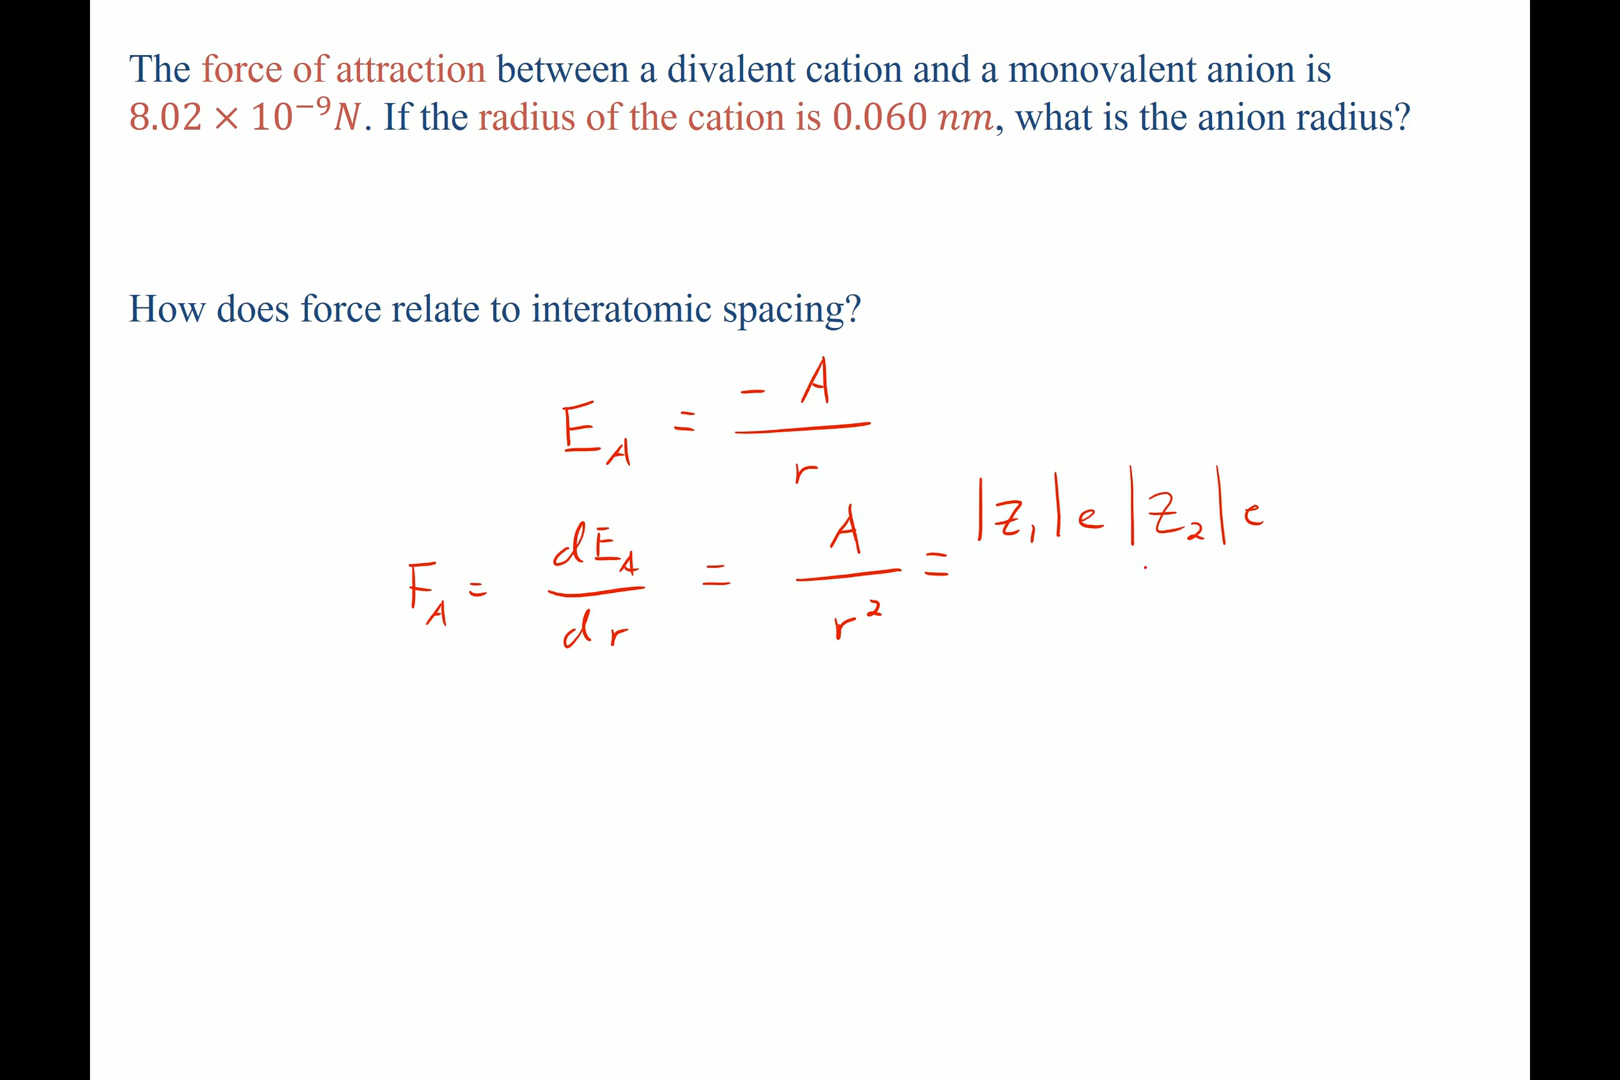 The force of attraction between a divalent cation and a monovalent anion is
8.02 × 10⁻⁹N. If the radius of the cation is 0.060 nm, what is the anion radius?
How does force relate to interatomic spacing?
E_A = -A / r
F_A = dE_A / dr = A / r² = |Z₁|e|Z₂|e